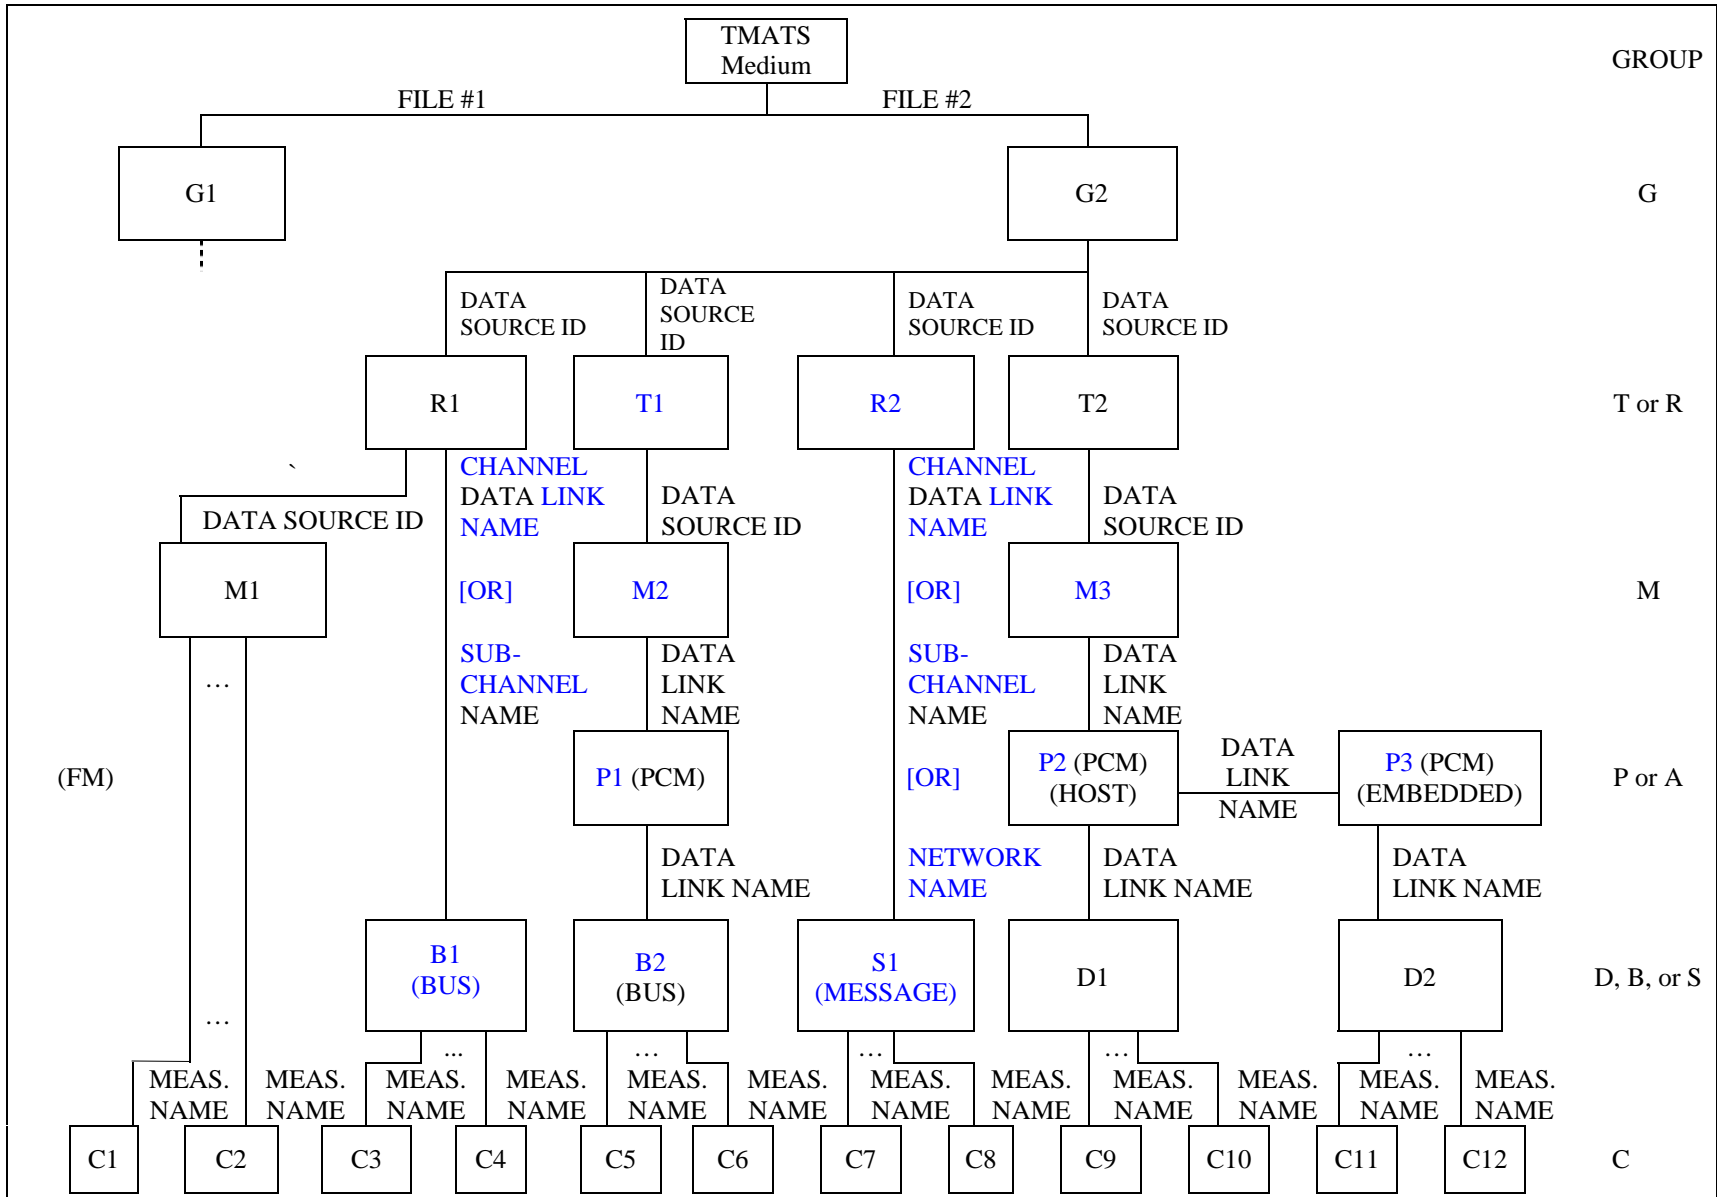 TMATS
Medium
GROUP
FILE #1
FILE #2
G1
G2
G
DATA
SOURCE ID
DATA
SOURCE
ID
DATA
SOURCE ID
DATA
SOURCE ID
R1
T1
R2
T2
T or R
`
DATA SOURCE ID
CHANNEL
DATA LINK
NAME
DATA
SOURCE ID
CHANNEL
DATA LINK
NAME
DATA
SOURCE ID
M1
[OR]
M2
[OR]
M3
M
…
SUB-
CHANNEL
NAME
DATA
LINK
NAME
SUB-
CHANNEL
NAME
DATA
LINK
NAME
(FM)
P1 (PCM)
[OR]
P2 (PCM)
(HOST)
DATA
LINK
NAME
P3 (PCM)
(EMBEDDED)
P or A
DATA
LINK NAME
NETWORK
NAME
DATA
LINK NAME
DATA
LINK NAME
B1
(BUS)
B2
(BUS)
S1
(MESSAGE)
D1
D2
D, B, or S
…
...
…
…
…
…
MEAS.
NAME
MEAS.
NAME
MEAS.
NAME
MEAS.
NAME
MEAS.
NAME
MEAS.
NAME
MEAS.
NAME
MEAS.
NAME
MEAS.
NAME
MEAS.
NAME
MEAS.
NAME
MEAS.
NAME
C1
C2
C3
C4
C5
C6
C7
C8
C9
C10
C11
C12
C